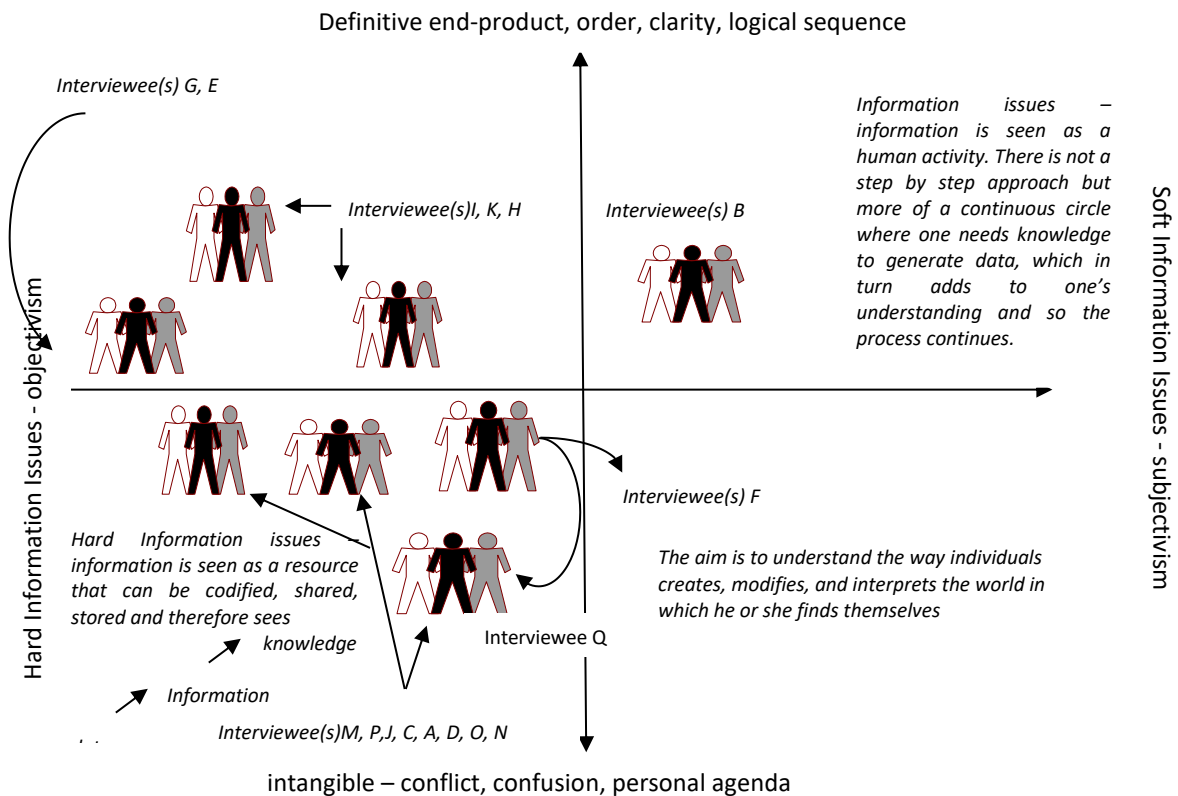 Definitive end-product, order, clarity, logical sequence
Interviewee(s) G, E
Information issues –
information is seen as a
human activity. There is not a
step by step approach but
more of a continuous circle
where one needs knowledge
to generate data, which in
turn adds to one’s
understanding and so the
process continues.
Interviewee(s)I, K, H
Interviewee(s) B
Hard Information Issues - objectivism
Soft Information Issues - subjectivism
Interviewee(s) F
Hard Information issues –
information is seen as a resource
that can be codified, shared,
stored and therefore sees
knowledge
Information
The aim is to understand the way individuals
creates, modifies, and interprets the world in
which he or she finds themselves
Interviewee Q
Interviewee(s)M, P,J, C, A, D, O, N
intangible – conflict, confusion, personal agenda